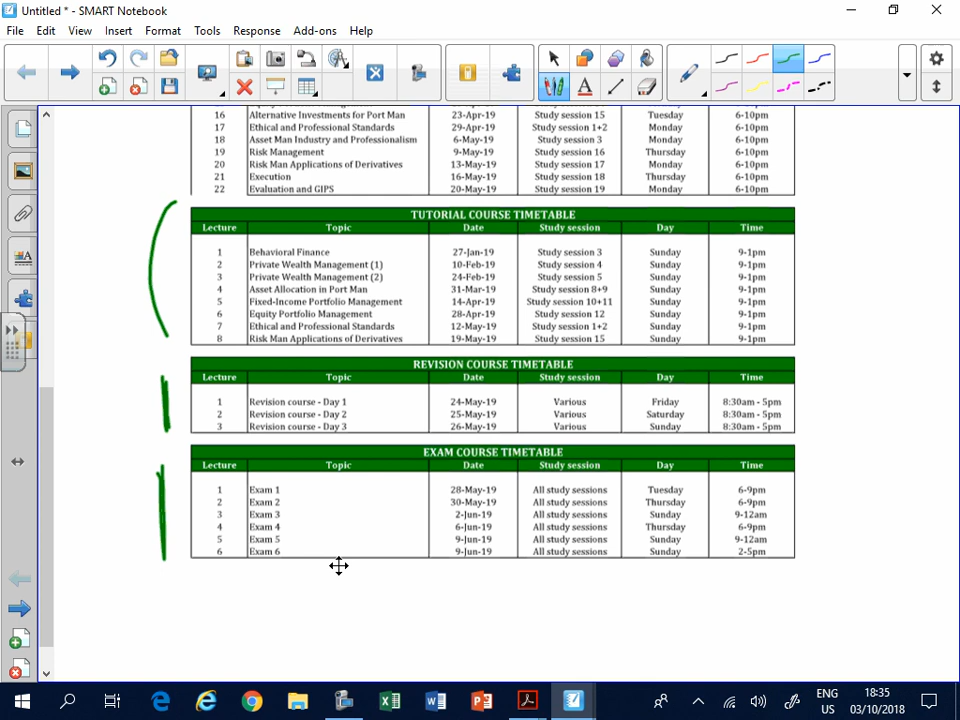 Untitled * - SMART Notebook
File Edit View Insert Format Tools Response Add-ons Help
16 Alternative Investments for Port Man 23-Apr-19 Study session 15 Tuesday 6-10pm
17 Ethical and Professional Standards 29-Apr-19 Study session 1+2 Monday 6-10pm
18 Asset Man Industry and Professionalism 6-May-19 Study session 3 Monday 6-10pm
19 Risk Management 9-May-19 Study session 16 Thursday 6-10pm
20 Risk Man Applications of Derivatives 13-May-19 Study session 17 Monday 6-10pm
21 Execution 16-May-19 Study session 18 Thursday 6-10pm
22 Evaluation and GIPS 20-May-19 Study session 19 Monday 6-10pm
TUTORIAL COURSE TIMETABLE
Lecture Topic Date Study session Day Time
1 Behavioral Finance 27-Jan-19 Study session 3 Sunday 9-1pm
2 Private Wealth Management (1) 10-Feb-19 Study session 4 Sunday 9-1pm
3 Private Wealth Management (2) 24-Feb-19 Study session 5 Sunday 9-1pm
4 Asset Allocation in Port Man 31-Mar-19 Study session 8+9 Sunday 9-1pm
5 Fixed-Income Portfolio Management 14-Apr-19 Study session 10+11 Sunday 9-1pm
6 Equity Portfolio Management 28-Apr-19 Study session 12 Sunday 9-1pm
7 Ethical and Professional Standards 12-May-19 Study session 1+2 Sunday 9-1pm
8 Risk Man Applications of Derivatives 19-May-19 Study session 15 Sunday 9-1pm
REVISION COURSE TIMETABLE
Lecture Topic Date Study session Day Time
1 Revision course - Day 1 24-May-19 Various Friday 8:30am - 5pm
2 Revision course - Day 2 25-May-19 Various Saturday 8:30am - 5pm
3 Revision course - Day 3 26-May-19 Various Sunday 8:30am - 5pm
EXAM COURSE TIMETABLE
Lecture Topic Date Study session Day Time
1 Exam 1 28-May-19 All study sessions Tuesday 6-9pm
2 Exam 2 30-May-19 All study sessions Thursday 6-9pm
3 Exam 3 2-Jun-19 All study sessions Sunday 9-12am
4 Exam 4 6-Jun-19 All study sessions Thursday 6-9pm
5 Exam 5 9-Jun-19 All study sessions Sunday 9-12am
6 Exam 6 9-Jun-19 All study sessions Sunday 2-5pm
ENG 18:35
US 03/10/2018